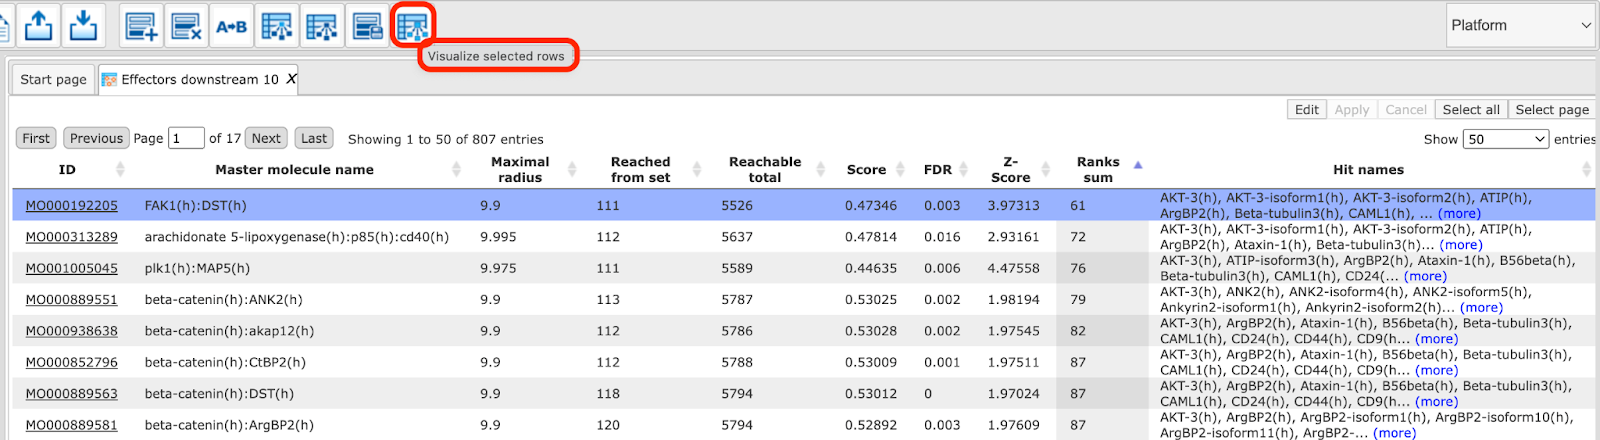 A B
Platform
Visualize selected rows
Start page
Effectors downstream 10 X
Edit Apply Cancel Select all Select page
First Previous Page 1 of 17 Next Last Showing 1 to 50 of 807 entries
Show 50 entries
ID Master molecule name Maximal radius Reached from set Reachable total Score FDR Z-Score Ranks sum Hit names
MO000192205 FAK1(h):DST(h) 9.9 111 5526 0.47346 0.003 3.97313 61 AKT-3(h), AKT-3-isoform1(h), AKT-3-isoform2(h), ATIP(h),
ArgBP2(h), Beta-tubulin3(h), CAML1(h), ... (more)
MO000313289 arachidonate 5-lipoxygenase(h):p85(h):cd40(h) 9.995 112 5637 0.47814 0.016 2.93161 72 AKT-3(h), AKT-3-isoform1(h), AKT-3-isoform2(h), ATIP(h),
ArgBP2(h), Ataxin-1(h), Beta-tubulin3(h)... (more)
MO001005045 plk1(h):MAP5(h) 9.975 111 5589 0.44635 0.006 4.47558 76 AKT-3(h), ATIP-isoform3(h), ArgBP2(h), Ataxin-1(h), B56beta(h),
Beta-tubulin3(h), CAML1(h), CD24(... (more)
MO000889551 beta-catenin(h):ANK2(h) 9.9 113 5787 0.53025 0.002 1.98194 79 AKT-3(h), ANK2(h), ANK2-isoform4(h), ANK2-isoform5(h),
Ankyrin2-isoform1(h), Ankyrin2-isoform2(h)... (more)
MO000938638 beta-catenin(h):akap12(h) 9.9 112 5786 0.53028 0.002 1.97545 82 AKT-3(h), ArgBP2(h), Ataxin-1(h), B56beta(h), Beta-tubulin3(h),
CAML1(h), CD24(h), CD44(h), CD9(h... (more)
MO000852796 beta-catenin(h):CtBP2(h) 9.9 112 5788 0.53009 0.001 1.97511 87 AKT-3(h), ArgBP2(h), Ataxin-1(h), B56beta(h), Beta-tubulin3(h),
CAML1(h), CD24(h), CD44(h), CD9(h... (more)
MO000889563 beta-catenin(h):DST(h) 9.9 118 5794 0.53012 0 1.97024 87 AKT-3(h), ArgBP2(h), Ataxin-1(h), B56beta(h), Beta-tubulin3(h),
CAML1(h), CD24(h), CD44(h), CD9(h... (more)
MO000889581 beta-catenin(h):ArgBP2(h) 9.9 120 5794 0.52892 0.003 1.97609 87 AKT-3(h), ArgBP2(h), ArgBP2-isoform1(h), ArgBP2-isoform10(h),
ArgBP2-isoform11(h), ArgBP2-... (more)